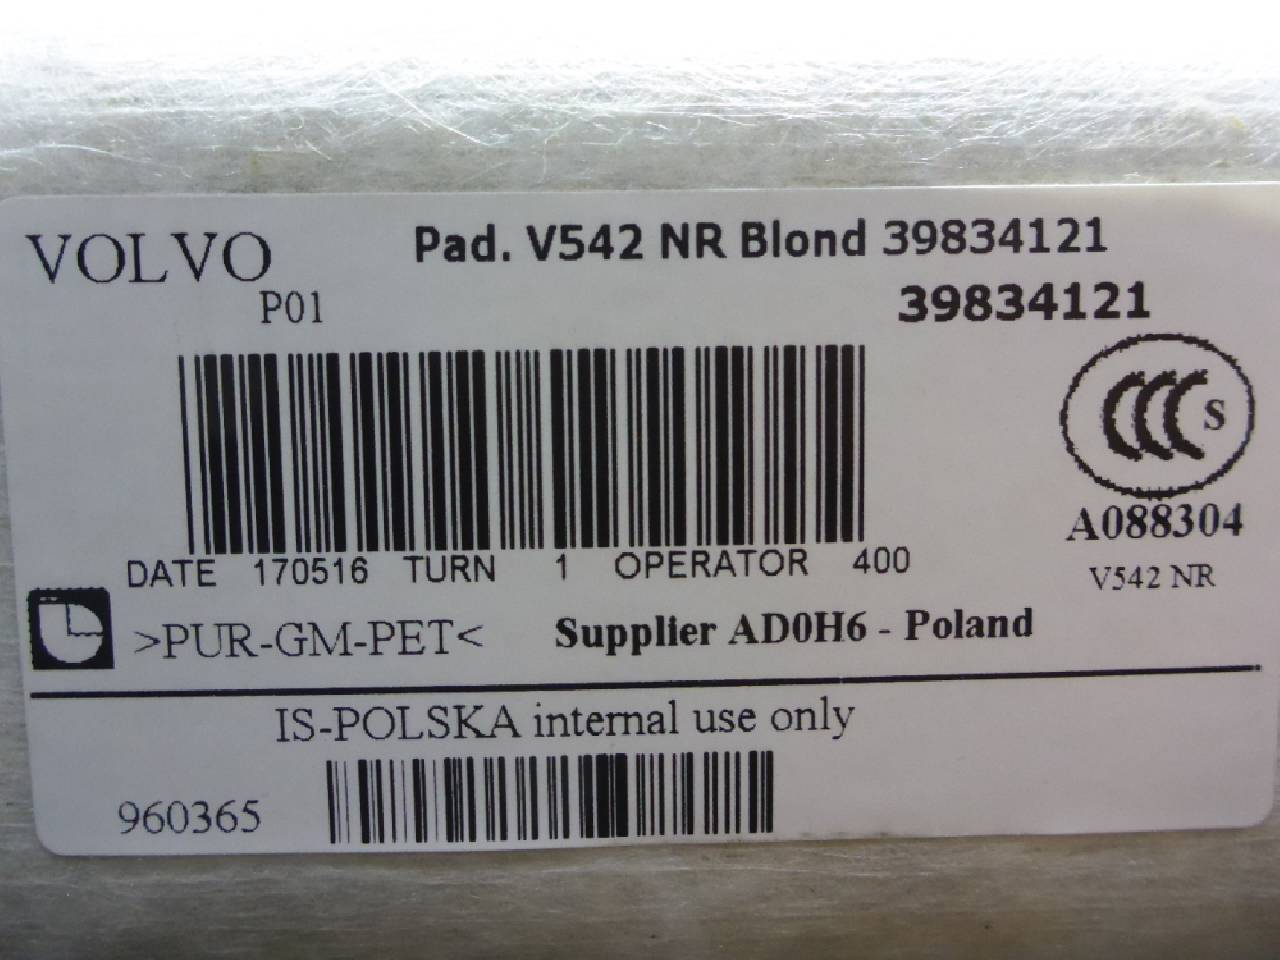 VOLVO
Pad. V542 NR Blond 39834121
P01
39834121
CCC S
A088304
V542 NR
DATE 170516 TURN 1 OPERATOR 400
>PUR-GM-PET<
Supplier AD0H6 - Poland
IS-POLSKA internal use only
960365